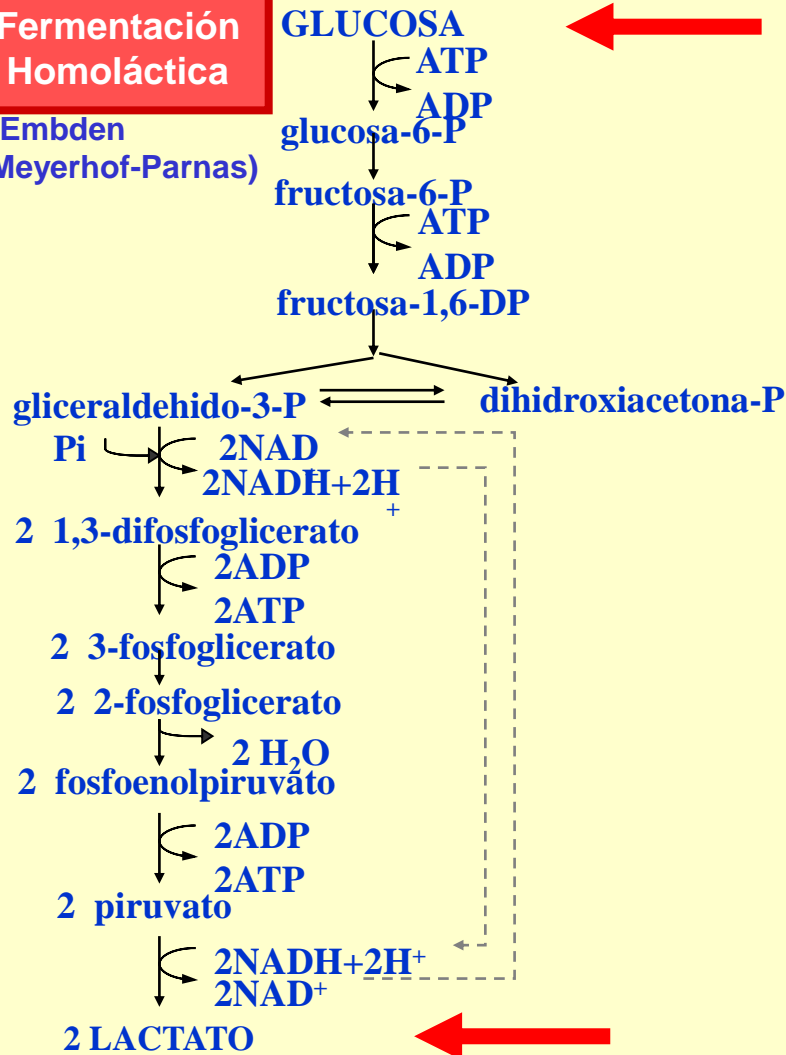 Fermentación
Homoláctica
Embden
Meyerhof-Parnas)
GLUCOSA
ATP
ADP
glucosa-6-P
fructosa-6-P
ATP
ADP
fructosa-1,6-DP
gliceraldehido-3-P
dihidroxiacetona-P
Pi
2NAD+
2NADH+2H+
2 1,3-difosfoglicerato
2ADP
2ATP
2 3-fosfoglicerato
2 2-fosfoglicerato
2 H₂O
2 fosfoenolpiruvato
2ADP
2ATP
2 piruvato
2NADH+2H⁺
2NAD⁺
2 LACTATO